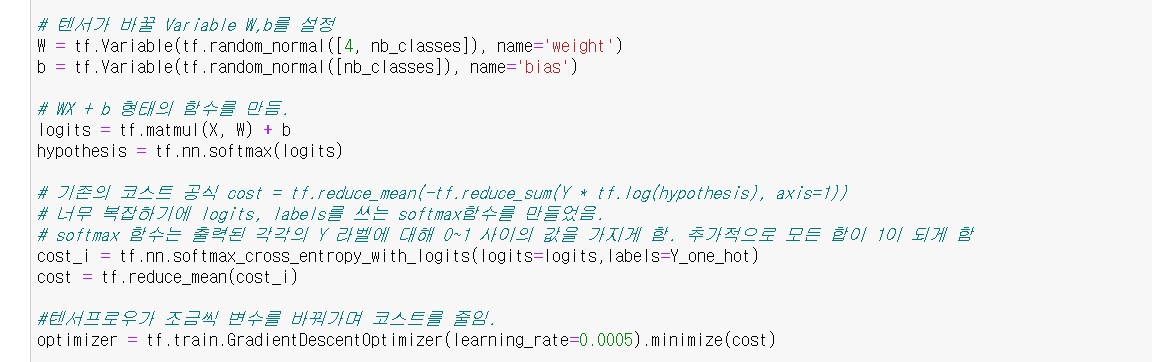 # 텐서가 바꿀 Variable W,b를 설정
W = tf.Variable(tf.random_normal([4, nb_classes]), name='weight')
b = tf.Variable(tf.random_normal([nb_classes]), name='bias')
# WX + b 형태의 함수를 만듬.
logits = tf.matmul(X, W) + b
hypothesis = tf.nn.softmax(logits)
# 기존의 코스트 공식 cost = tf.reduce_mean(-tf.reduce_sum(Y * tf.log(hypothesis), axis=1))
# 너무 복잡하기에 logits, labels를 쓰는 softmax함수를 만들었음.
# softmax 함수는 출력된 각각의 Y 라벨에 대해 0~1 사이의 값을 가지게 함. 추가적으로 모든 합이 1이 되게 함
cost_i = tf.nn.softmax_cross_entropy_with_logits(logits=logits,labels=Y_one_hot)
cost = tf.reduce_mean(cost_i)
#텐서프로우가 조금씩 변수를 바꿔가며 코스트를 줄임.
optimizer = tf.train.GradientDescentOptimizer(learning_rate=0.0005).minimize(cost)